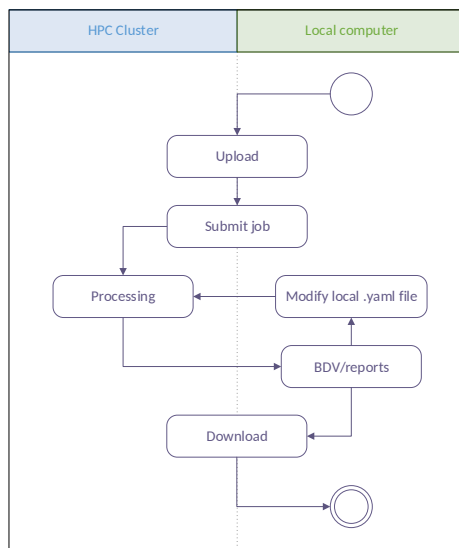 HPC Cluster
Local computer
Upload
Submit job
Processing
Modify local .yaml file
BDV/reports
Download